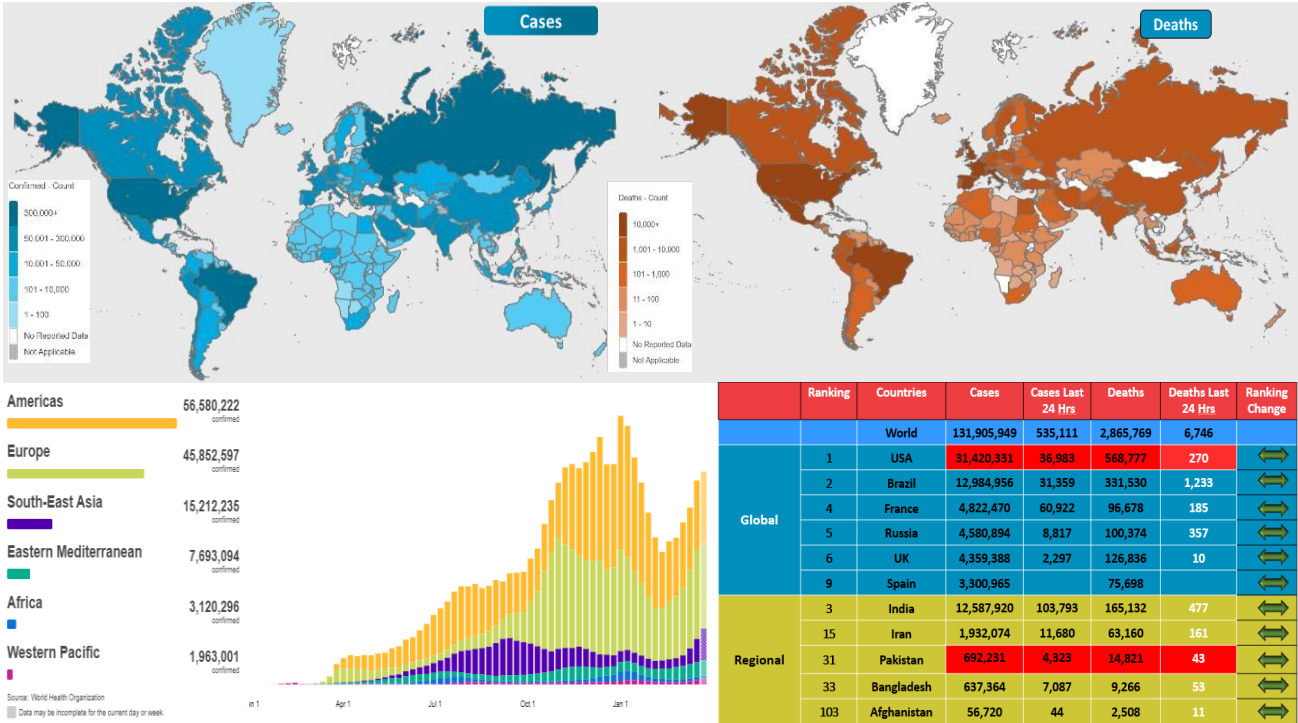 Cases
Deaths
Confirmed - Count
300,000+
50.001 - 300,000
10.001 - 50,000
101 - 10,000
1 - 100
No Reported Data
Not Applicable
Deaths - Count
10,000+
1.001 - 10,000
101 - 1,000
11 - 100
1 - 10
No Reported Data
Not Applicable
Americas 56,580,222
confirmed
Europe 45,852,597
confirmed
South-East Asia 15,212,235
confirmed
Eastern Mediterranean 7,693,094
confirmed
Africa 3,120,296
confirmed
Western Pacific 1,963,001
confirmed
Source: World Health Organization
Data may be incomplete for the current day or week.
n 1 Apr 1 Jul 1 Oct 1 Jan 1
Ranking Countries Cases Cases Last 24 Hrs Deaths Deaths Last 24 Hrs Ranking Change
World 131,905,949 535,111 2,865,769 6,746
Global
1 USA 31,420,331 36,983 568,777 270
2 Brazil 12,984,956 31,359 331,530 1,233
4 France 4,822,470 60,922 96,678 185
5 Russia 4,580,894 8,817 100,374 357
6 UK 4,359,388 2,297 126,836 10
9 Spain 3,300,965 75,698
Regional
3 India 12,587,920 103,793 165,132 477
15 Iran 1,932,074 11,680 63,160 161
31 Pakistan 692,231 4,323 14,821 43
33 Bangladesh 637,364 7,087 9,266 53
103 Afghanistan 56,720 44 2,508 11